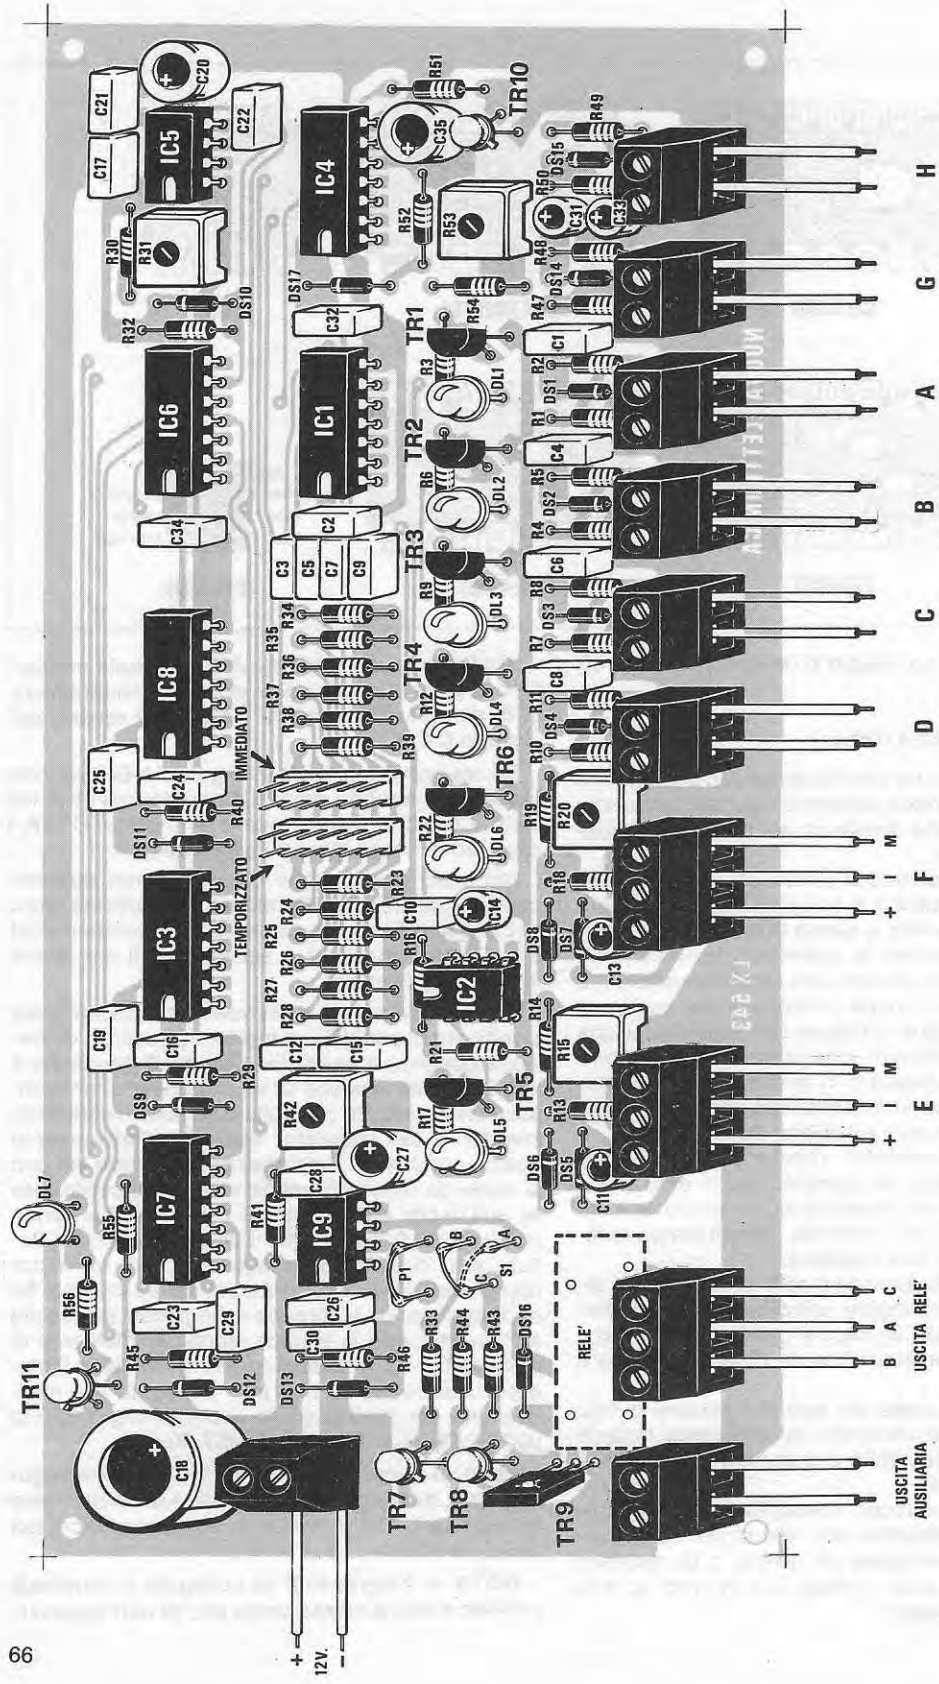 66
C21
C17
C20
IC5
C22
R30
R31
DS10
R32
IC6
C34
IC8
C25
C24
R40
DS11
IC3
C19
C16
R29
DS9
IC7
DL7
R55
R56
TR11
C23
C29
R45
DS12
C18
+
12V.
-
R51
TR10
C35
IC4
R52
R53
DS17
C32
R54
IC1
C2
C3
C5
C7
C9
R34
R35
R36
R37
R38
R39
IMMEDIATO
TEMPORIZZATO
R23
R24
R25
R26
R27
R28
C12
C15
R42
C27
C28
R41
IC9
C26
C30
R46
DS13
TR1
R3
DL1
TR2
R6
DL2
TR3
R9
DL3
TR4
R12
DL4
TR6
R22
DL6
C10
C14
R16
IC2
R21
TR5
R17
DL5
P1
B
A
C
S1
R33
R44
R43
DS16
TR7
TR8
TR9
R49
DS15
R50
C31
C33
R48
DS14
R47
C1
R2
DS1
R1
C4
R5
DS2
R4
C6
R8
DS3
R7
C8
R11
DS4
R10
R19
R20
R18
DS8
DS7
C13
R14
R15
R13
DS6
DS5
C11
RELE'
LX 543
H
G
A
B
C
D
M
I
+
F
M
I
+
E
C
A
B
USCITA RELE'
USCITA
AUSILIARIA